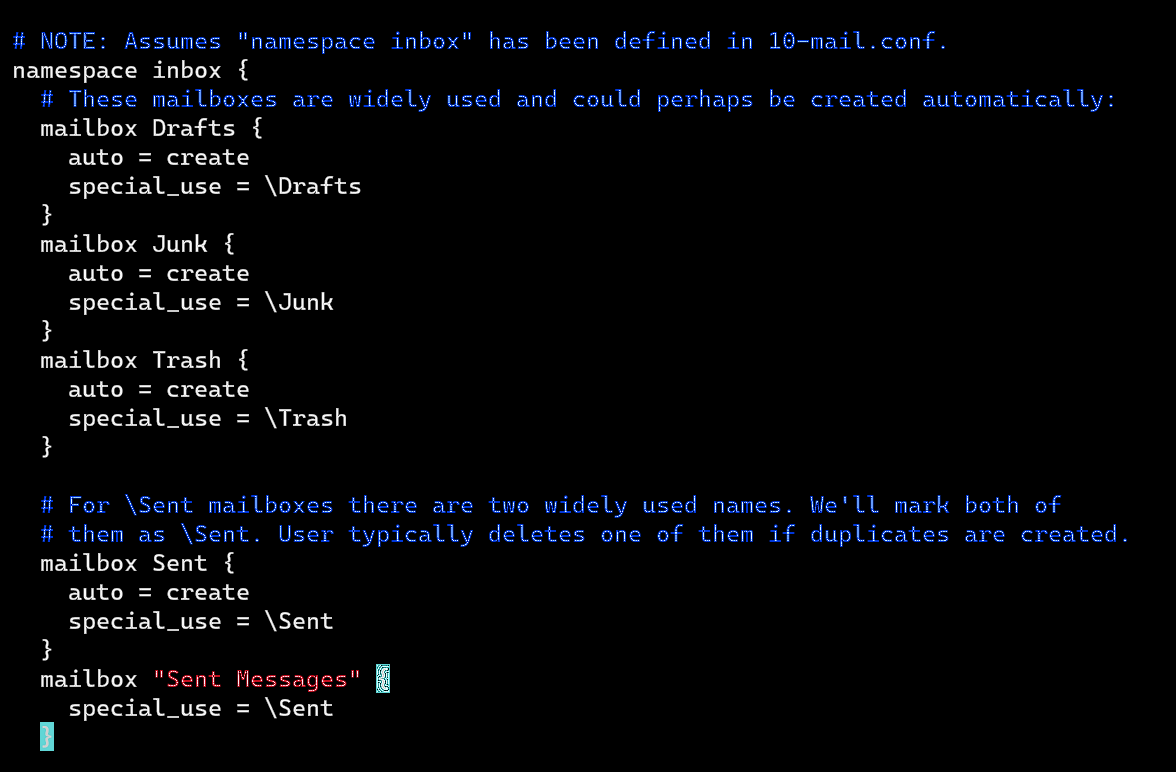 # NOTE: Assumes "namespace inbox" has been defined in 10-mail.conf.
namespace inbox {
  # These mailboxes are widely used and could perhaps be created automatically:
  mailbox Drafts {
    auto = create
    special_use = \Drafts
  }
  mailbox Junk {
    auto = create
    special_use = \Junk
  }
  mailbox Trash {
    auto = create
    special_use = \Trash
  }

  # For \Sent mailboxes there are two widely used names. We'll mark both of
  # them as \Sent. User typically deletes one of them if duplicates are created.
  mailbox Sent {
    auto = create
    special_use = \Sent
  }
  mailbox "Sent Messages" {
    special_use = \Sent
  }